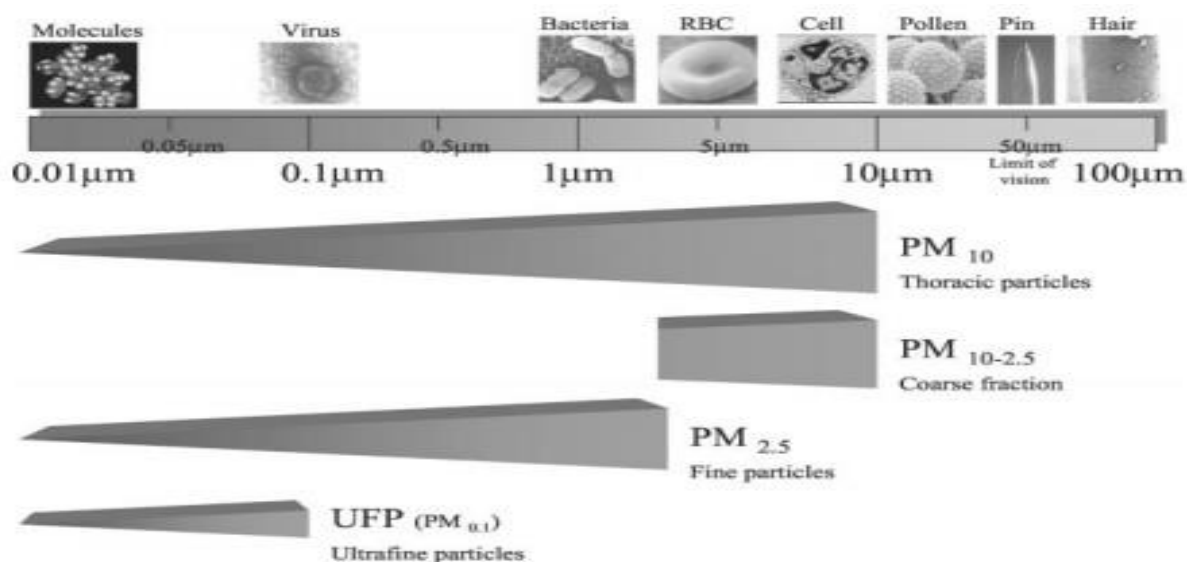 Molecules Virus Bacteria RBC Cell Pollen Pin Hair
0.05μm 0.5μm 5μm 50μm
0.01μm 0.1μm 1μm 10μm Limit of vision 100μm
PM 10
Thoracic particles
PM 10-2.5
Coarse fraction
PM 2.5
Fine particles
UFP (PM 0.1)
Ultrafine particles